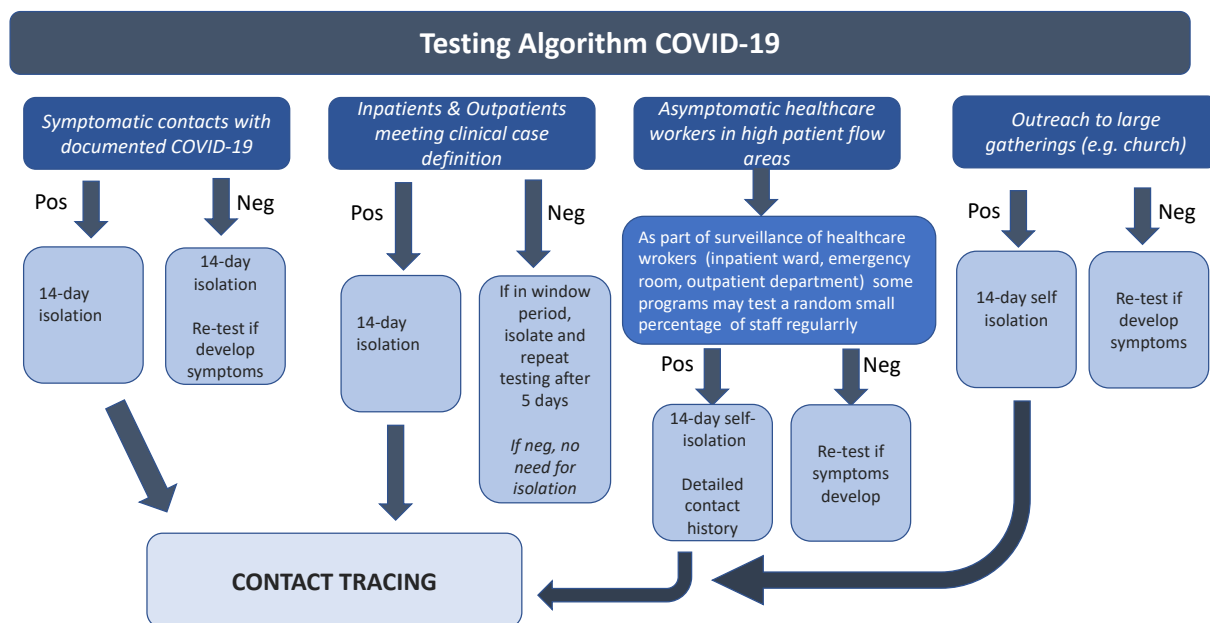 Testing Algorithm COVID-19
Symptomatic contacts with
documented COVID-19
Pos
Neg
14-day
isolation
14-day
isolation
Re-test if
develop
symptoms
Inpatients & Outpatients
meeting clinical case
definition
Pos
Neg
14-day
isolation
If in window
period,
isolate and
repeat
testing after
5 days
If neg, no
need for
isolation
Asymptomatic healthcare
workers in high patient flow
areas
As part of surveillance of healthcare
wrokers (inpatient ward, emergency
room, outpatient department) some
programs may test a random small
percentage of staff regularrly
Pos
Neg
14-day self-
isolation
Detailed
contact
history
Re-test if
symptoms
develop
Outreach to large
gatherings (e.g. church)
Pos
Neg
14-day self
isolation
Re-test if
develop
symptoms
CONTACT TRACING